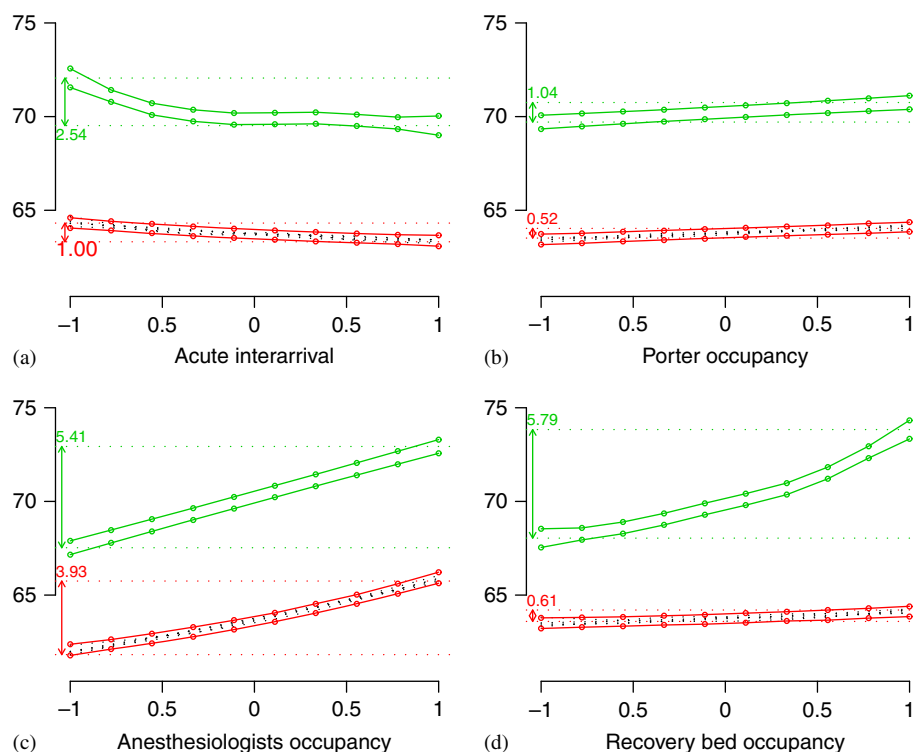 75
70
65
2.54
1.00
−1 0.5 0 0.5 1
(a) Acute interarrival
75
70
65
1.04
0.52
−1 0.5 0 0.5 1
(b) Porter occupancy
75
70
65
5.41
3.93
−1 0.5 0 0.5 1
(c) Anesthesiologists occupancy
75
70
65
5.79
0.61
−1 0.5 0 0.5 1
(d) Recovery bed occupancy